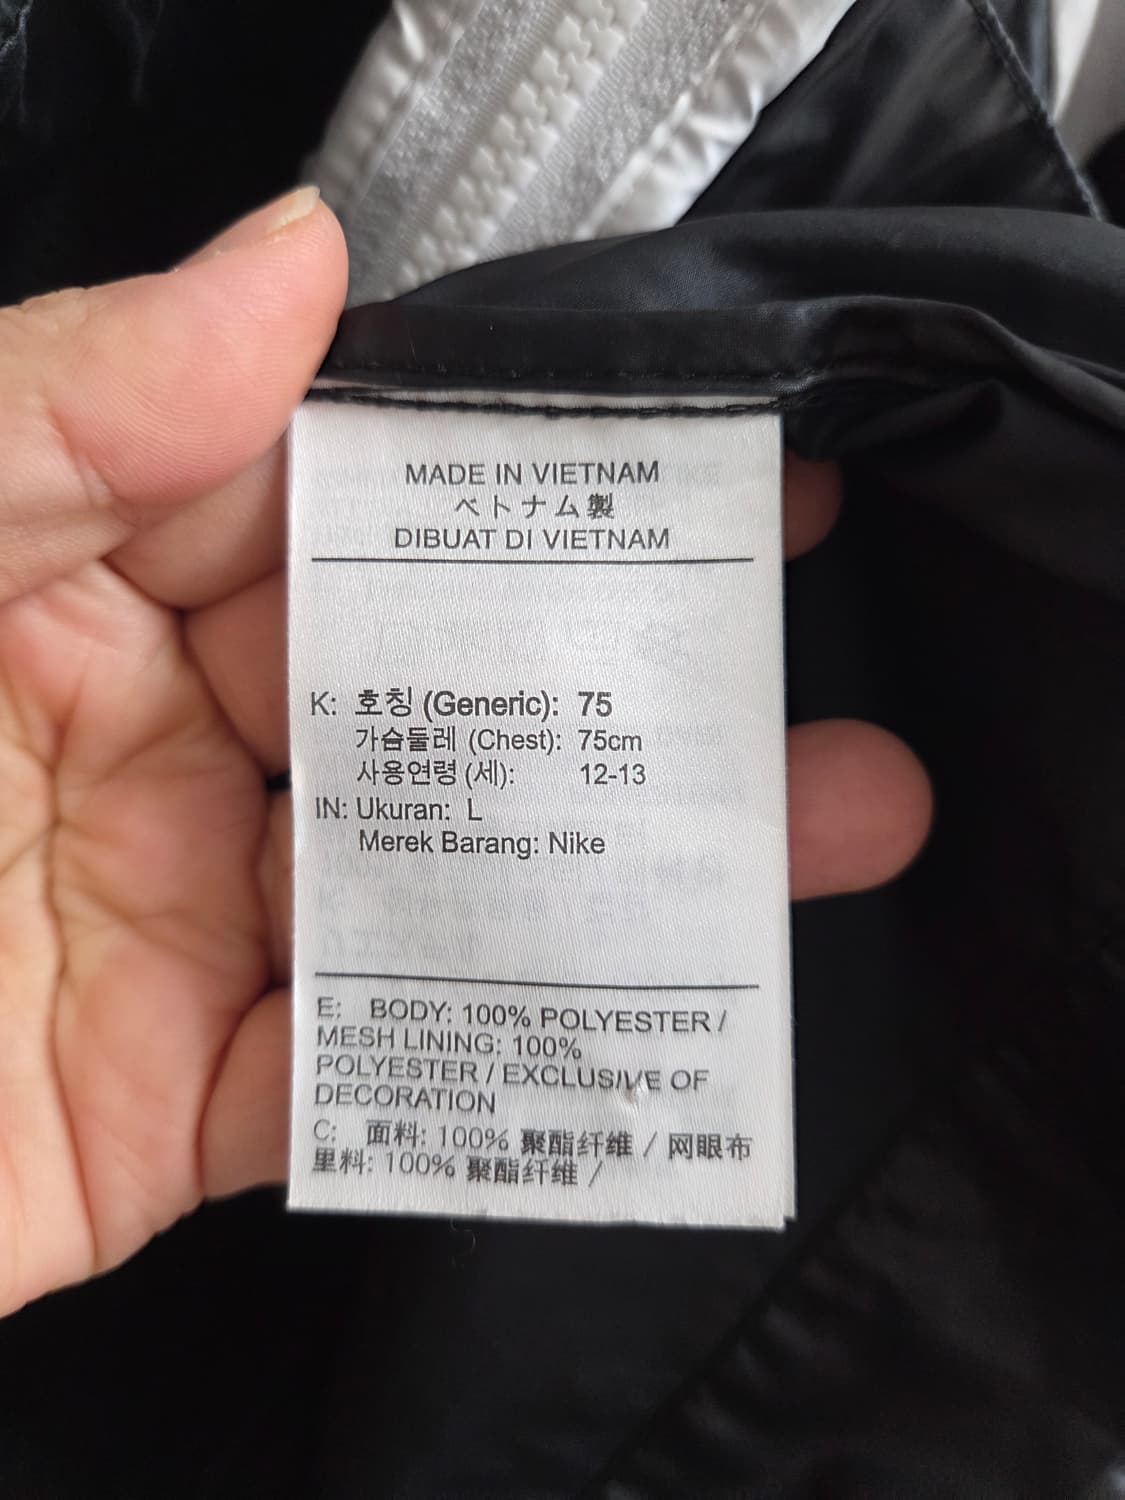 MADE IN VIETNAM
ベトナム製
DIBUAT DI VIETNAM
K: 호칭 (Generic): 75
가슴둘레 (Chest): 75cm
사용연령 (세): 12-13
IN: Ukuran: L
Merek Barang: Nike
E: BODY: 100% POLYESTER /
MESH LINING: 100%
POLYESTER / EXCLUSIVE OF
DECORATION
C: 面料: 100% 聚酯纤维 / 网眼布
里料: 100% 聚酯纤维 /